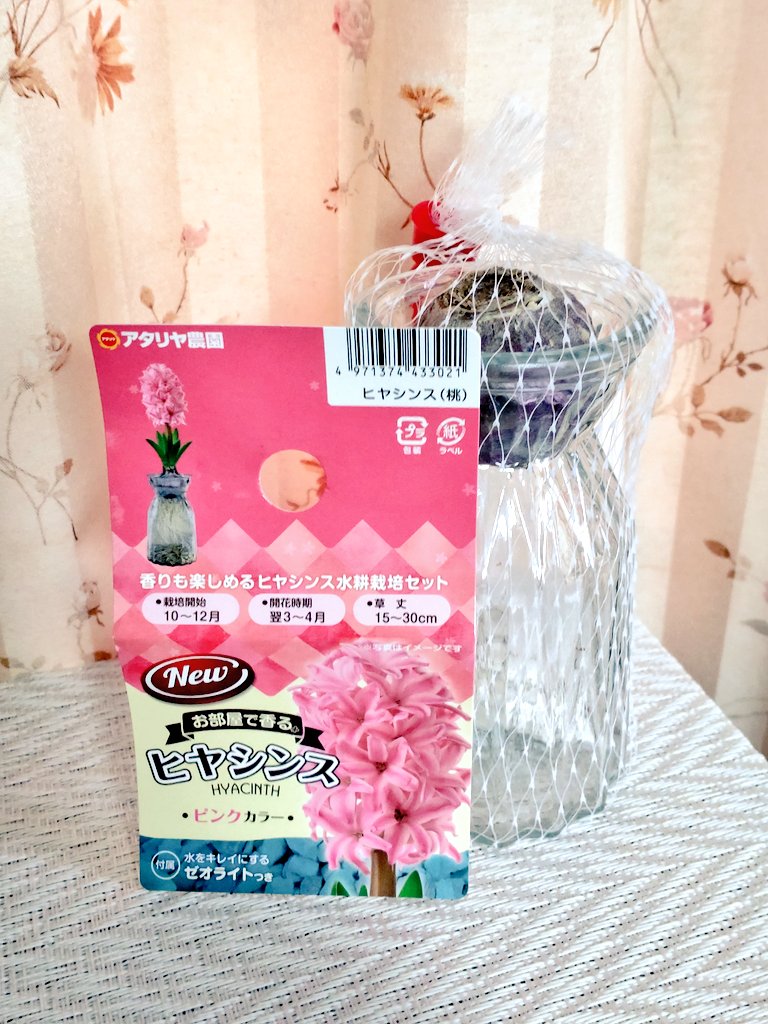 アタリヤ農園
4 971374 433021
ヒヤシンス(桃)
プラ
包装
紙
ラベル
香りも楽しめるヒヤシンス水耕栽培セット
•栽培開始
10〜12月
•開花時期
翌3〜4月
•草 丈
15〜30cm
※写真はイメージです
New
お部屋で香る
ヒヤシンス
HYACINTH
•ピンクカラー•
付属
水をキレイにする
ゼオライトつき